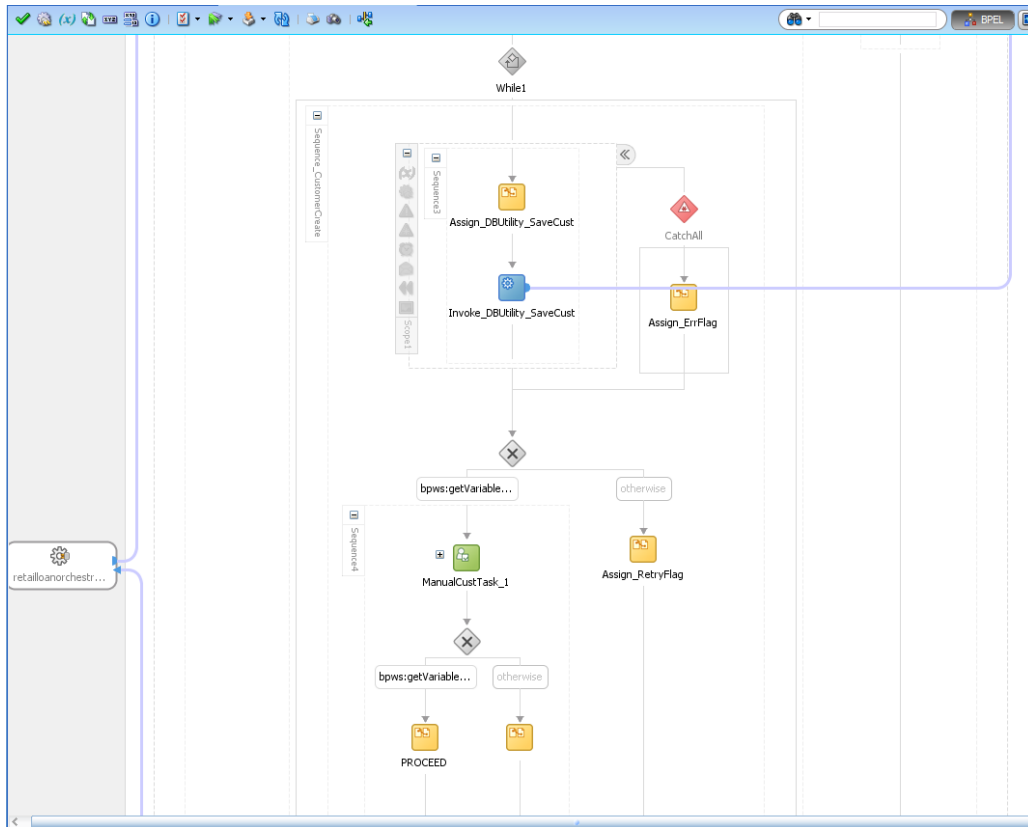 BPEL
While1
Sequence_CustomerCreate
Sequence3
Assign_DBUtility_SaveCust
CatchAll
Invoke_DBUtility_SaveCust
Assign_ErrFlag
Scope1
bpws:getVariable...
otherwise
Sequence4
retailloanorchestr...
ManualCustTask_1
Assign_RetryFlag
bpws:getVariable...
otherwise
PROCEED